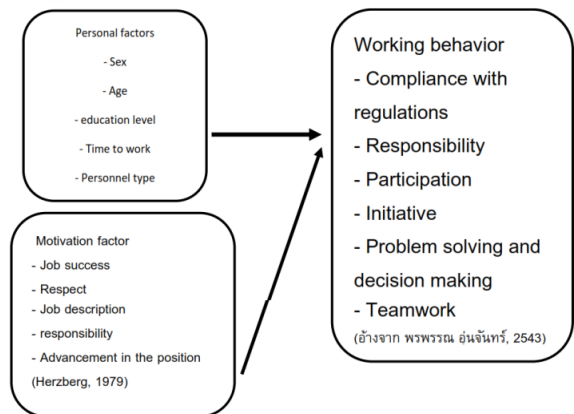 Personal factors
- Sex
- Age
- education level
- Time to work
- Personnel type
Motivation factor
- Job success
- Respect
- Job description
- responsibility
- Advancement in the position
(Herzberg, 1979)
Working behavior
- Compliance with
regulations
- Responsibility
- Participation
- Initiative
- Problem solving and
decision making
- Teamwork
(อ้างจาก พรพรรณ อุ่นจันทร์, 2543)